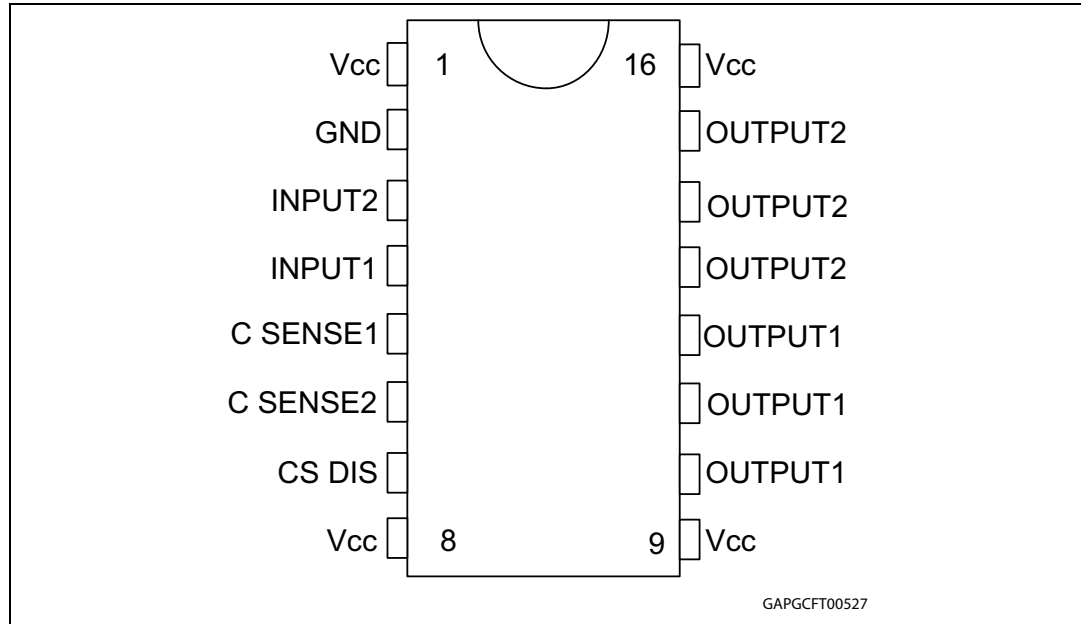 Vcc 1 16 Vcc
GND OUTPUT2
INPUT2 OUTPUT2
INPUT1 OUTPUT2
C SENSE1 OUTPUT1
C SENSE2 OUTPUT1
CS DIS OUTPUT1
Vcc 8 9 Vcc
GAPGCFT00527